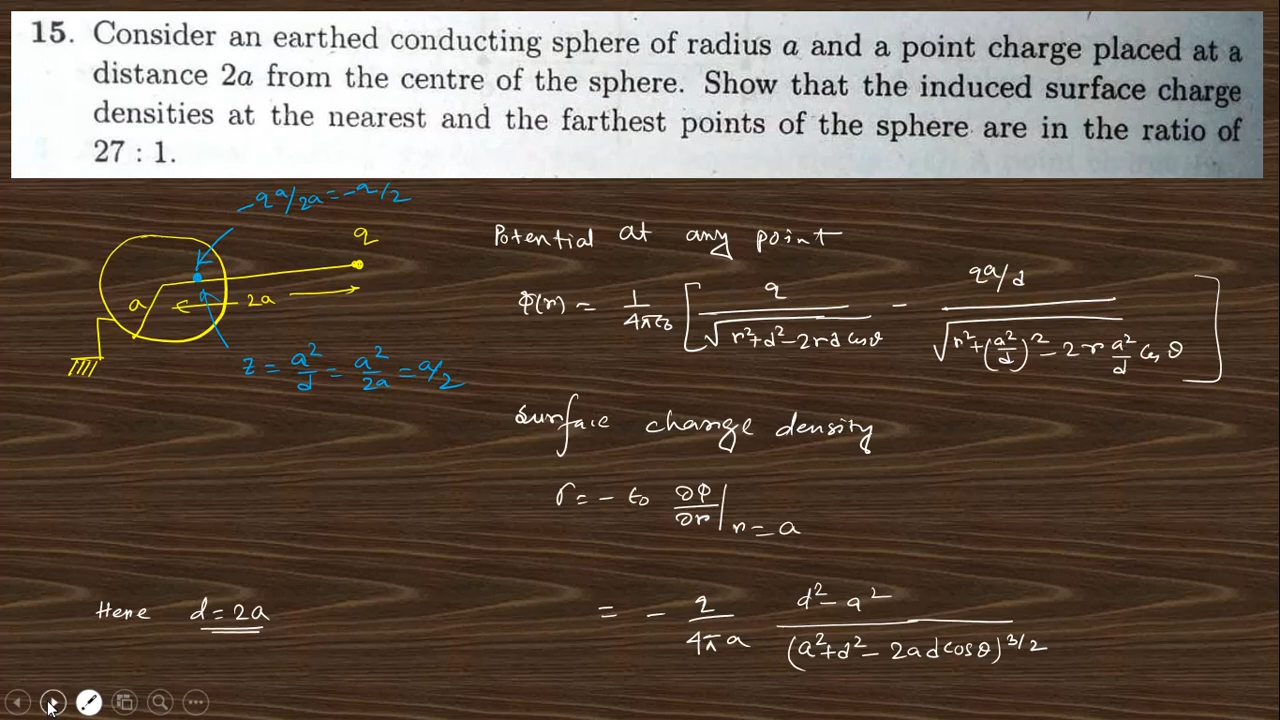 15. Consider an earthed conducting sphere of radius a and a point charge placed at a
distance 2a from the centre of the sphere. Show that the induced surface charge
densities at the nearest and the farthest points of the sphere are in the ratio of
27 : 1.
-qa/2a = -q/2
q
a
2a
z = a²/d = a²/2a = a/2
Potential at any point
Φ(r) = 1/4πε₀ [ q/√(r²+d²-2rd cosθ) - (qa/d)/√(r²+(a²/d)²-2r a²/d cosθ) ]
Surface charge density
σ = -ε₀ ∂Φ/∂r |r=a
Here d = 2a
= - q/4πa (d²-a²)/(a²+d²-2ad cosθ)^3/2